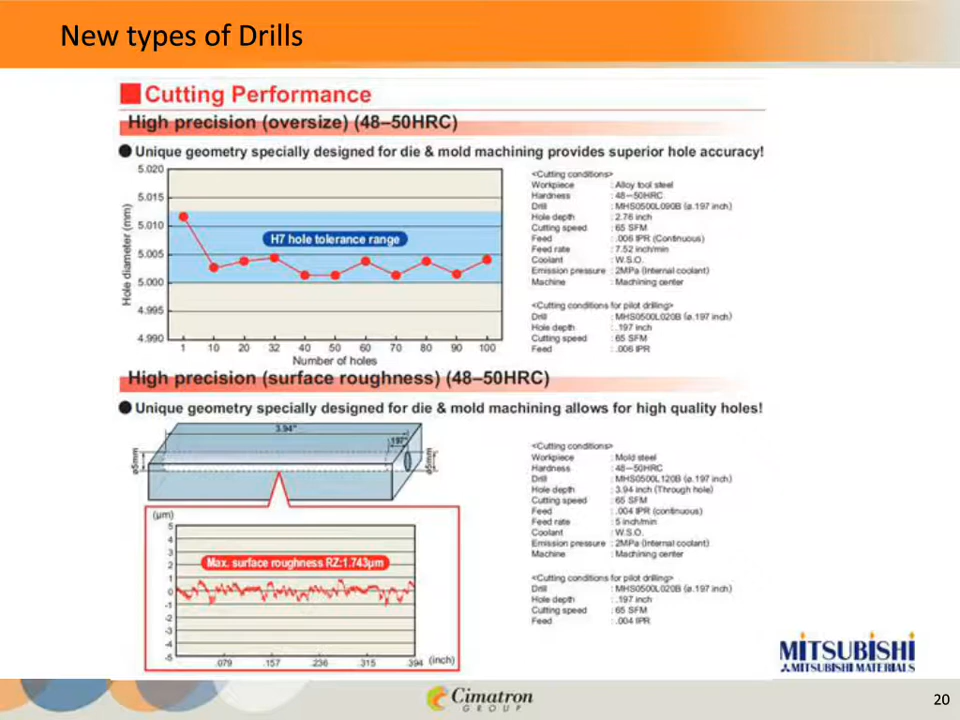 New types of Drills
Cutting Performance
High precision (oversize) (48–50HRC)
● Unique geometry specially designed for die & mold machining provides superior hole accuracy!
5.020
5.015
5.010
5.005
5.000
4.995
4.990
Hole diameter (mm)
H7 hole tolerance range
1 10 20 32 40 50 60 70 80 90 100
Number of holes
<Cutting conditions>
Workpiece : Alloy tool steel
Hardness : 48—50HRC
Drill : MHS0500L090B (ø.197 inch)
Hole depth : 2.76 inch
Cutting speed : 65 SFM
Feed : .006 IPR (Continuous)
Feed rate : 7.52 inch/min
Coolant : W.S.O.
Emission pressure : 2MPa (Internal coolant)
Machine : Machining center
<Cutting conditions for pilot drilling>
Drill : MHS0500L020B (ø.197 inch)
Hole depth : .197 inch
Cutting speed : 65 SFM
Feed : .006 IPR
High precision (surface roughness) (48–50HRC)
● Unique geometry specially designed for die & mold machining allows for high quality holes!
3.94"
.197"
ø5mm
ø5mm
(μm)
5
4
3
2
1
0
-1
-2
-3
-4
-5
Max. surface roughness RZ:1.743μm
.079 .157 .236 .315 .394 (inch)
<Cutting conditions>
Workpiece : Mold steel
Hardness : 48—50HRC
Drill : MHS0500L120B (ø.197 inch)
Hole depth : 3.94 inch (Through hole)
Cutting speed : 65 SFM
Feed : .004 IPR (continuous)
Feed rate : 5 inch/min
Coolant : W.S.O.
Emission pressure : 2MPa (Internal coolant)
Machine : Machining center
<Cutting conditions for pilot drilling>
Drill : MHS0500L020B (ø.197 inch)
Hole depth : .197 inch
Cutting speed : 65 SFM
Feed : .004 IPR
MITSUBISHI
MITSUBISHI MATERIALS
Cimatron
GROUP
20